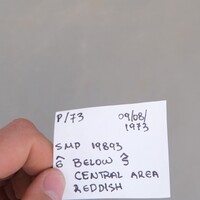 P/73 09/08/
1973
SMP 19893
6̂ BELOW 3̂
CENTRAL AREA
REDDISH